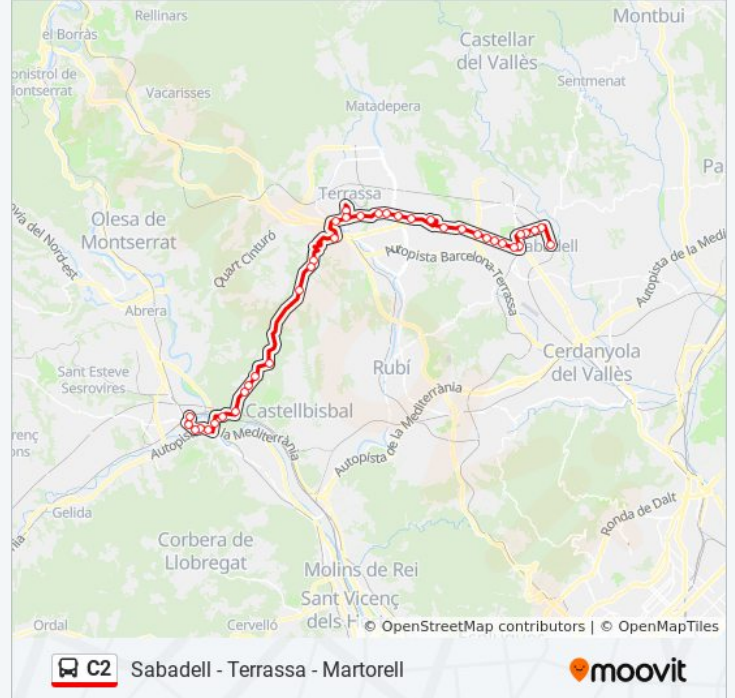 Rellinars
Montbui
el Borràs
Castellar
del Vallès
onistrol de
Montserrat
Vacarisses
Sentmenat
Matadepera
Pa
Terrassa
Olesa de
Montserrat
Quart Cinturó
Autopista Barcelona-Terrassa
Autopista de la Medi
Abrera
Cerdanyola
del Vallès
Rubí
Sant Esteve
Sesrovires
Castellbisbal
la Mediterrània
Autopista de la Mediterrània
Gelida
Ronda de Dalt
Corbera de
Llobregat
Molins de Rei
Sant Vicenç
Ordal
Cervelló
dels H
© OpenStreetMap contributors | © OpenMapTiles
C2 Sabadell - Terrassa - Martorell
moovit